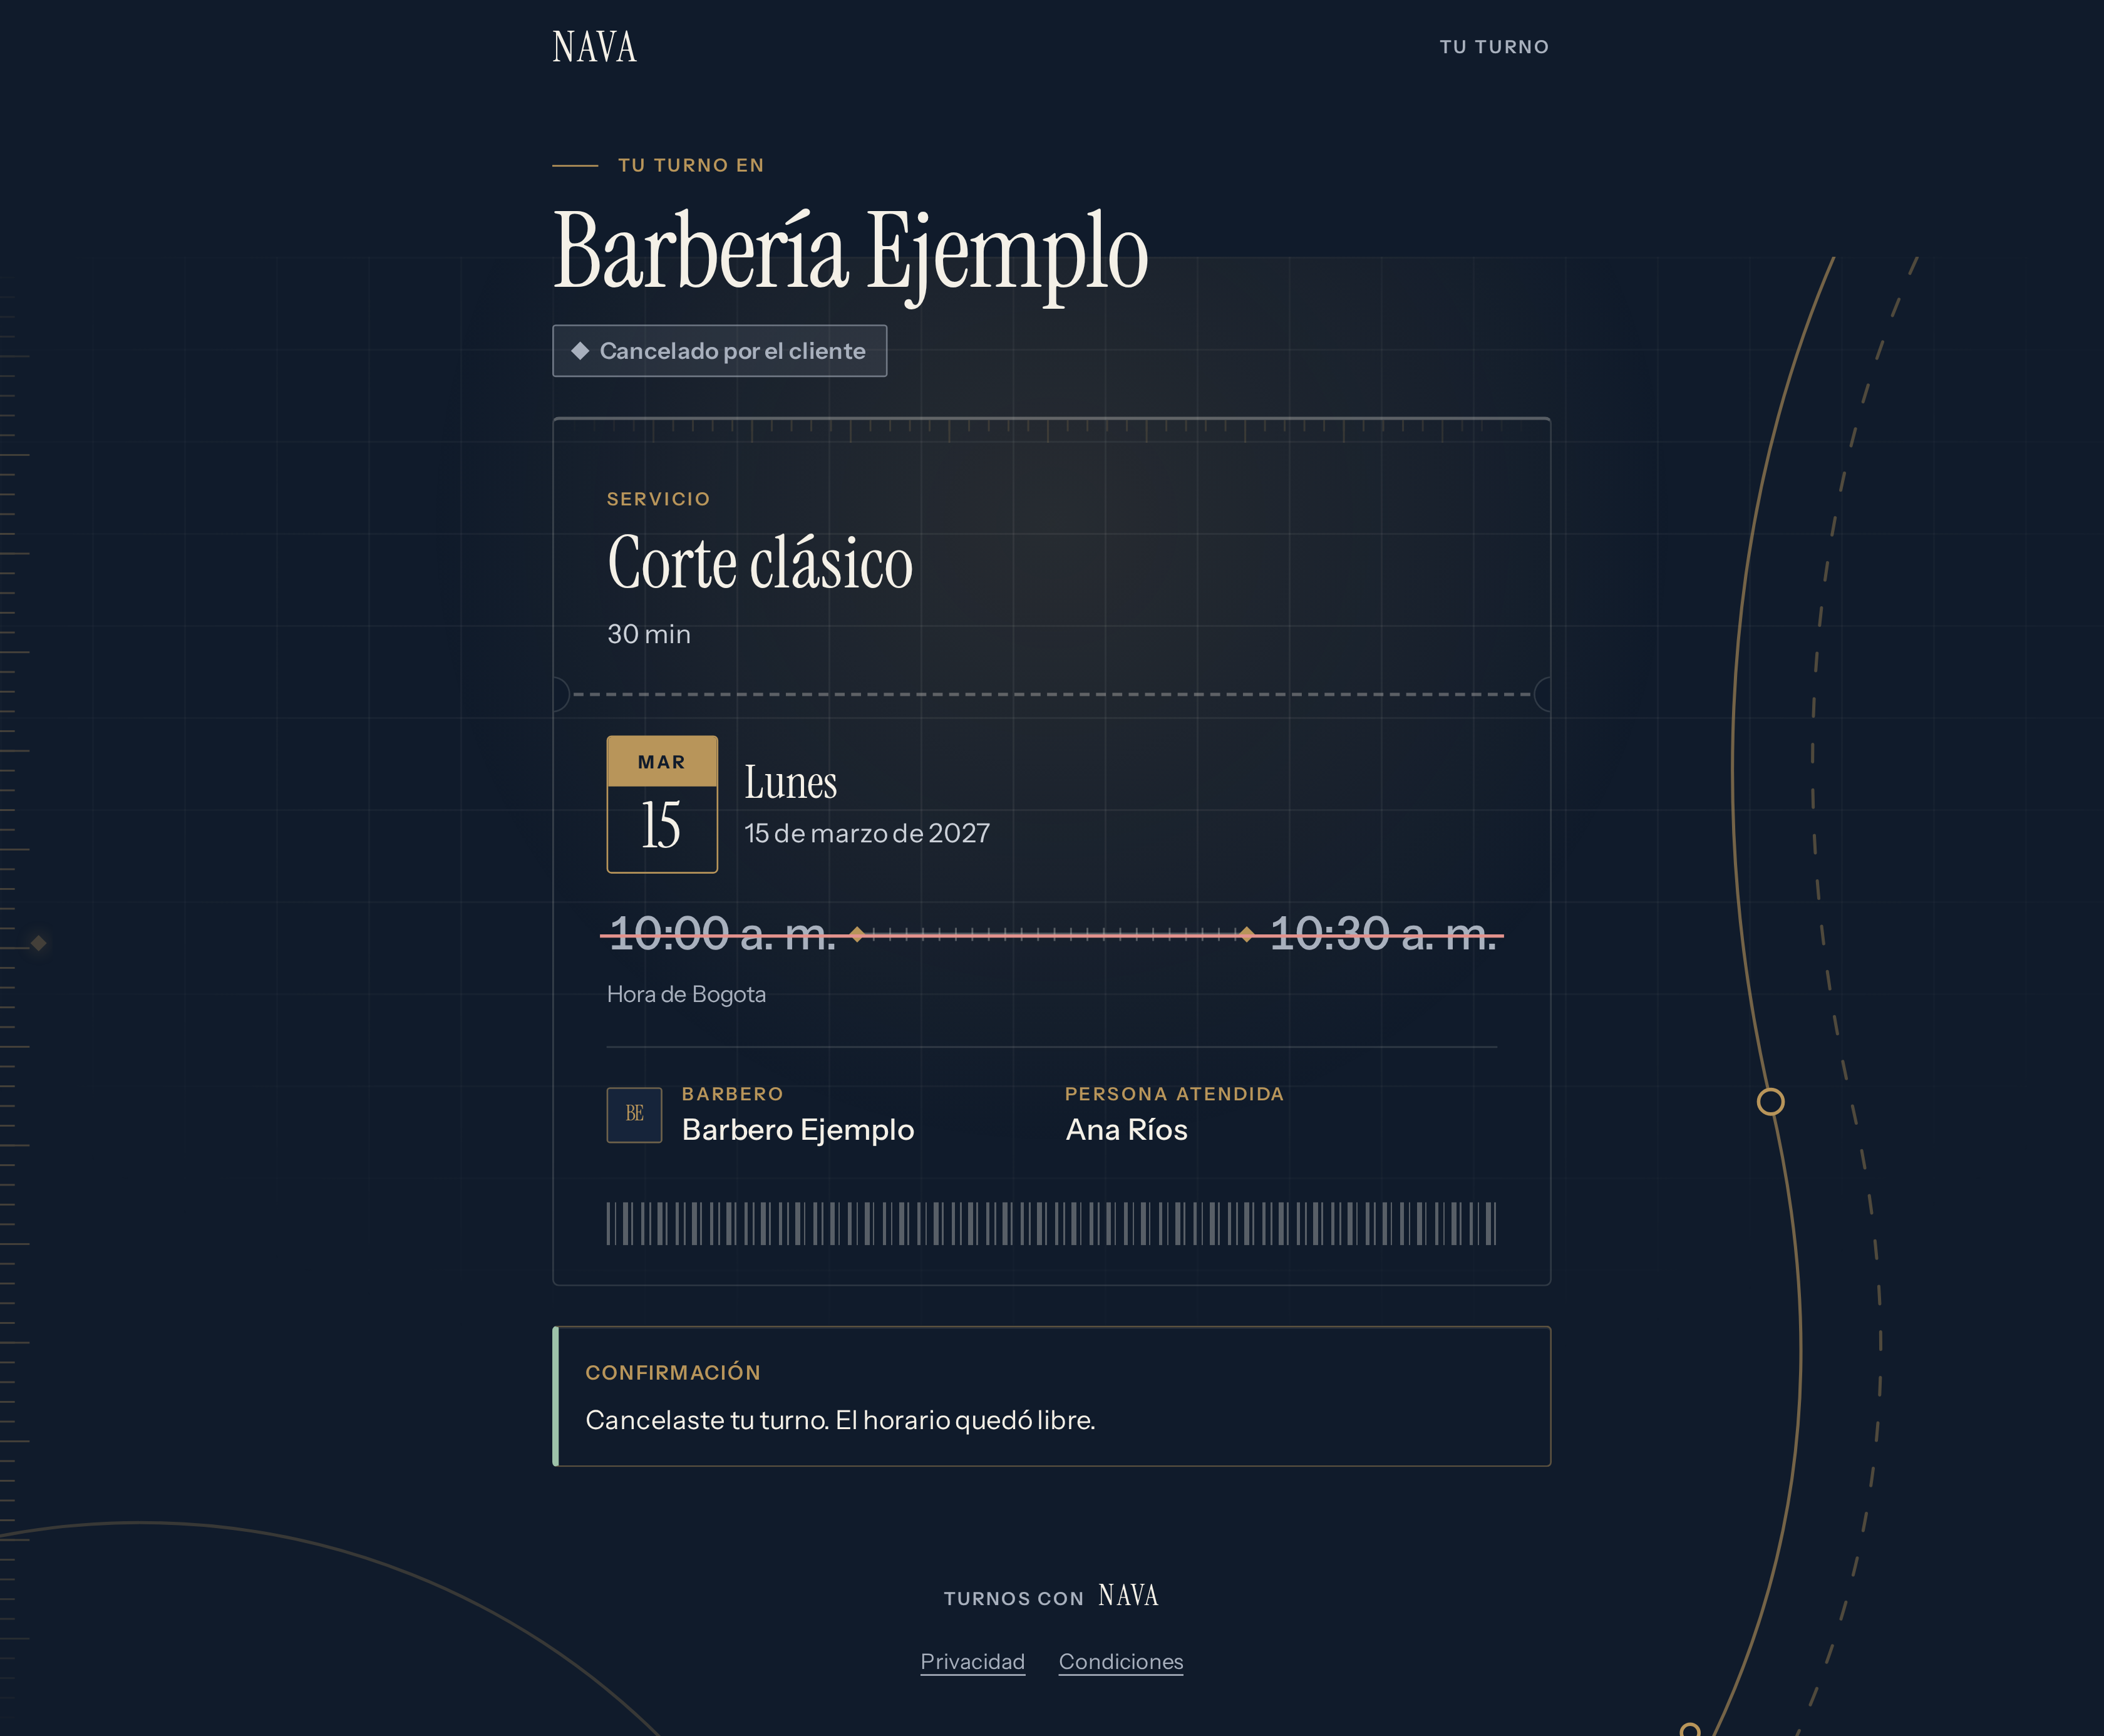 NAVA
TU TURNO
TU TURNO EN
Barbería Ejemplo
Cancelado por el cliente
SERVICIO
Corte clásico
30 min
MAR
15
Lunes
15 de marzo de 2027
10:00 a. m.
10:30 a. m.
Hora de Bogota
BE
BARBERO
Barbero Ejemplo
PERSONA ATENDIDA
Ana Ríos
CONFIRMACIÓN
Cancelaste tu turno. El horario quedó libre.
TURNOS CON NAVA
Privacidad
Condiciones